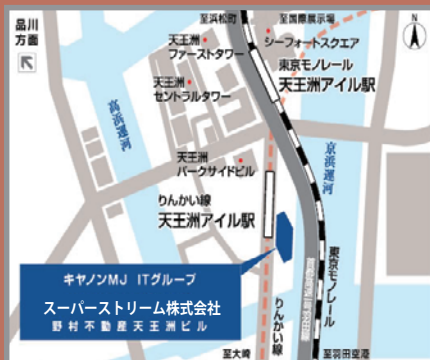 至浜松町
至国際展示場
N
品川
方面
天王洲
ファーストタワー
シーフォートスクエア
東京モノレール
天王洲アイル駅
天王洲
セントラルタワー
高浜運河
京浜運河
天王洲
パークサイドビル
りんかい線
天王洲アイル駅
キヤノンMJ ITグループ
スーパーストリーム株式会社
野村不動産天王洲ビル
東京モノレール
りんかい線
至大崎
至羽田空港